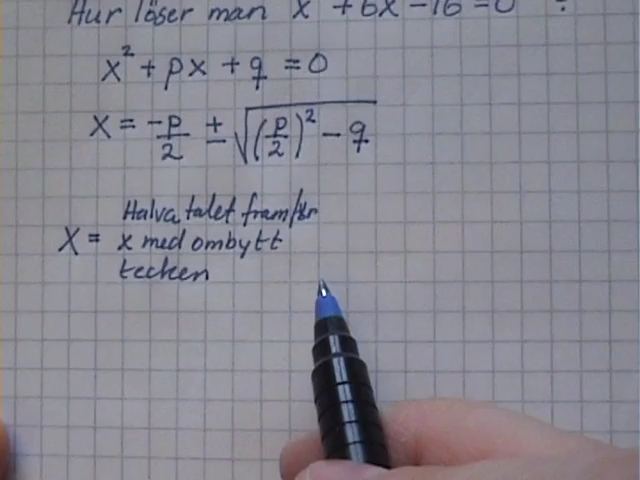 Hur löser man x² + 6x - 16 = 0 ?
x² + px + q = 0
x = -p/2 ± √((p/2)² - q)
Halva talet framför
x = x med ombytt
tecken